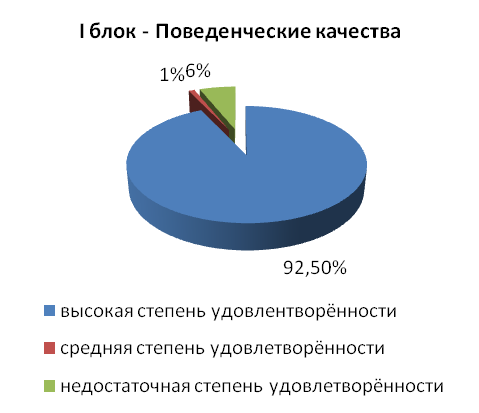 I блок - Поведенческие качества
1% 6%
92,50%
высокая степень удовлентворённости
средняя степень удовлетворённости
недостаточная степень удовлетворённости